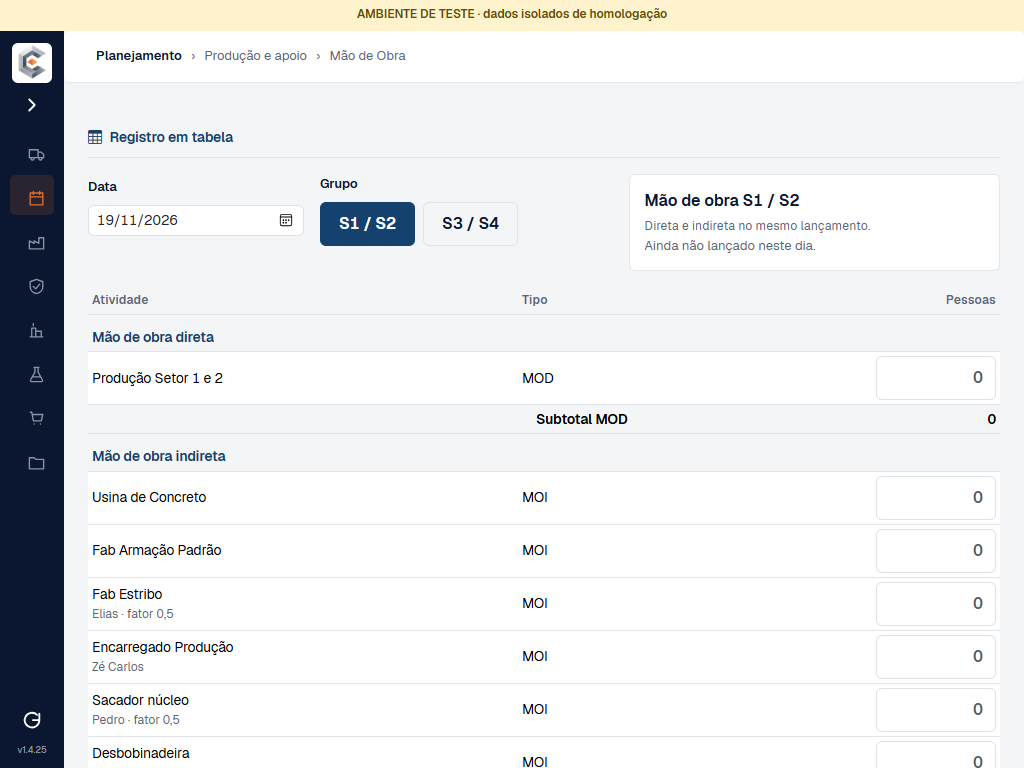 AMBIENTE DE TESTE · dados isolados de homologação
Planejamento › Produção e apoio › Mão de Obra
Registro em tabela
Data
19/11/2026
Grupo
S1 / S2
S3 / S4
Mão de obra S1 / S2
Direta e indireta no mesmo lançamento.
Ainda não lançado neste dia.
Atividade Tipo Pessoas
Mão de obra direta
Produção Setor 1 e 2 MOD 0
Subtotal MOD 0
Mão de obra indireta
Usina de Concreto MOI 0
Fab Armação Padrão MOI 0
Fab Estribo MOI 0
Elias · fator 0,5
Encarregado Produção MOI 0
Zé Carlos
Sacador núcleo MOI 0
Pedro · fator 0,5
Desbobinadeira MOI 0
v1.4.25